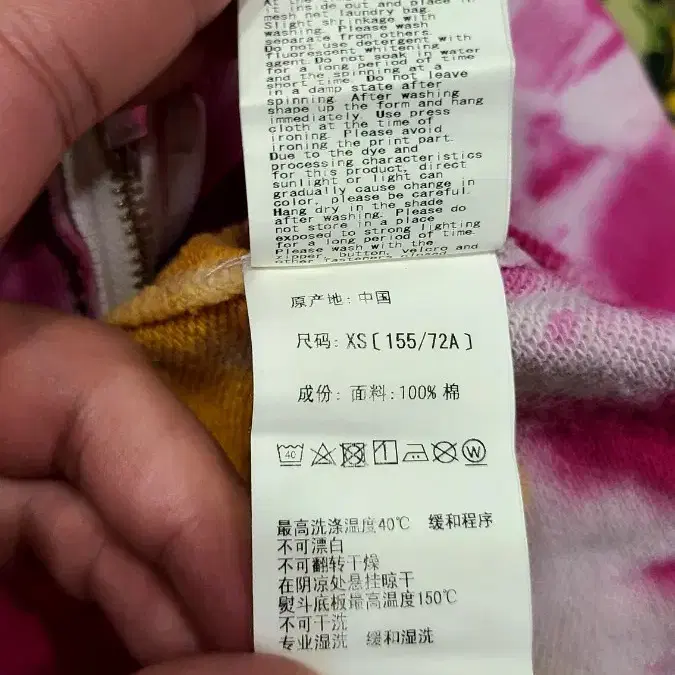 it inside out and place in
mesh net laundry bag.
Slight shrinkage with
washing. Please wash
separate from others.
Do not use detergent with
fluorescent whitening
agent. Do not soak in water
for a long period of time
and the spinning at a
short time. Do not leave
in a damp state after
spinning. After washing
shape up the form and hang
immediately. Use press
cloth at the time of
ironing. Please avoid
ironing the print part.
Due to the dye and
processing characteristics
for this product, direct
sunlight or light can
gradually cause change in
color, please be careful.
Hang dry in the shade
after washing. Please do
not store in a place
exposed to strong lighting
for a long period of time.
Please wash with the
zipper, button, velcro and
other fasteners closed
原产地: 中国
尺码: XS[155/72A]
成份: 面料:100% 棉
40 W
最高洗涤温度40℃ 缓和程序
不可漂白
不可翻转干燥
在阴凉处悬挂晾干
熨斗底板最高温度150℃
不可干洗
专业湿洗 缓和湿洗